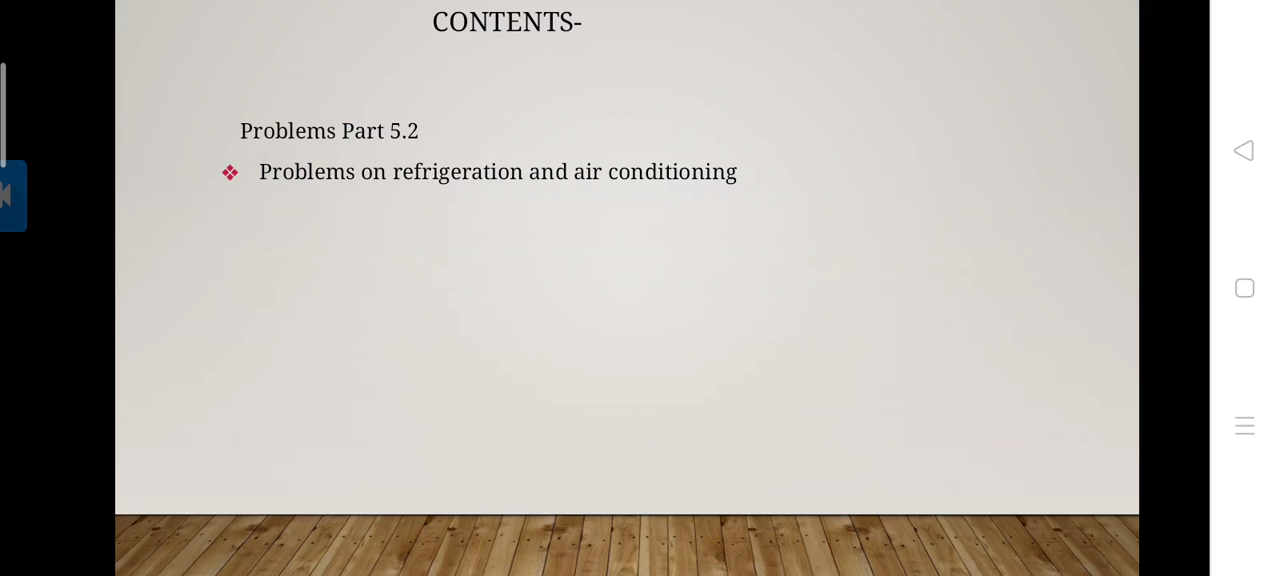 CONTENTS-
Problems Part 5.2
Problems on refrigeration and air conditioning